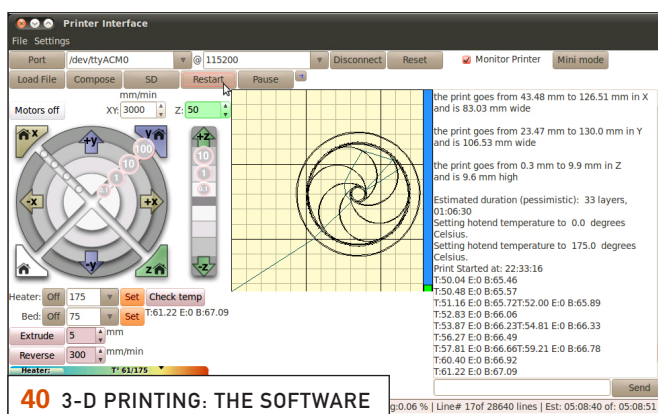 Printer Interface
File Settings
Port /dev/ttyACM0 @ 115200 Disconnect Reset Monitor Printer Mini mode
Load File Compose SD Restart Pause
mm/min
Motors off XY: 3000 Z: 50
x +y y +z
100
10
1
0.1
10
1
0.1
-x +x
-y z -z
Heater: Off 175 Set Check temp
Bed: Off 75 Set T:61.22 E:0 B:67.09
Extrude 5 mm
Reverse 300 mm/min
Heater: T° 61/175
the print goes from 43.48 mm to 126.51 mm in X
and is 83.03 mm wide
the print goes from 23.47 mm to 130.0 mm in Y
and is 106.53 mm wide
the print goes from 0.3 mm to 9.9 mm in Z
and is 9.6 mm high
Estimated duration (pessimistic): 33 layers,
01:06:30
Setting hotend temperature to 0.0 degrees
Celsius.
Setting hotend temperature to 175.0 degrees
Celsius.
Print Started at: 22:33:16
T:50.04 E:0 B:65.46
T:50.48 E:0 B:65.57
T:51.16 E:0 B:65.72T:52.00 E:0 B:65.89
T:52.83 E:0 B:66.06
T:53.87 E:0 B:66.23T:54.81 E:0 B:66.33
T:56.27 E:0 B:66.49
T:57.81 E:0 B:66.66T:59.21 E:0 B:66.78
T:60.40 E:0 B:66.92
T:61.22 E:0 B:67.09
Send
40 3-D PRINTING: THE SOFTWARE
g:0.06 % | Line# 17of 28640 lines | Est: 05:08:40 of: 05:08:51